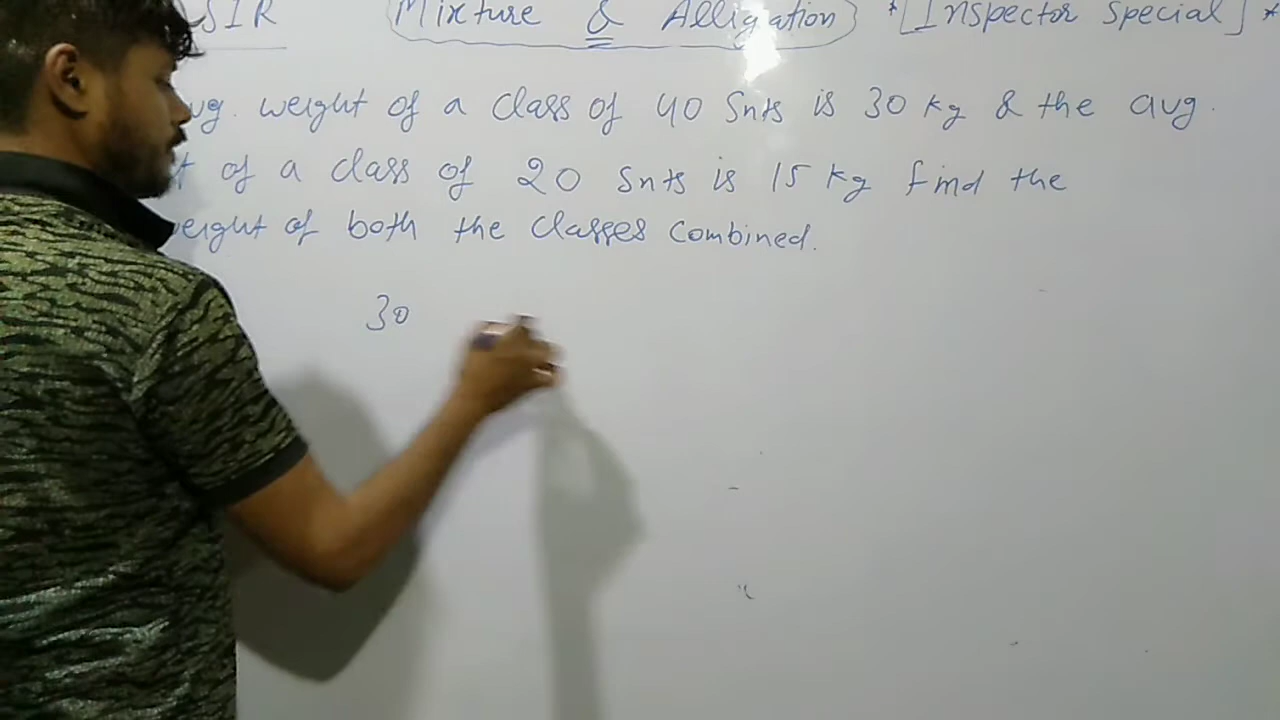 SIR Mixture & Alligation *[Inspector Special]*
vg. weight of a class of 40 Snts is 30 kg & the avg.
t of a class of 20 Snts is 15 kg find the
eight of both the classes combined.
30